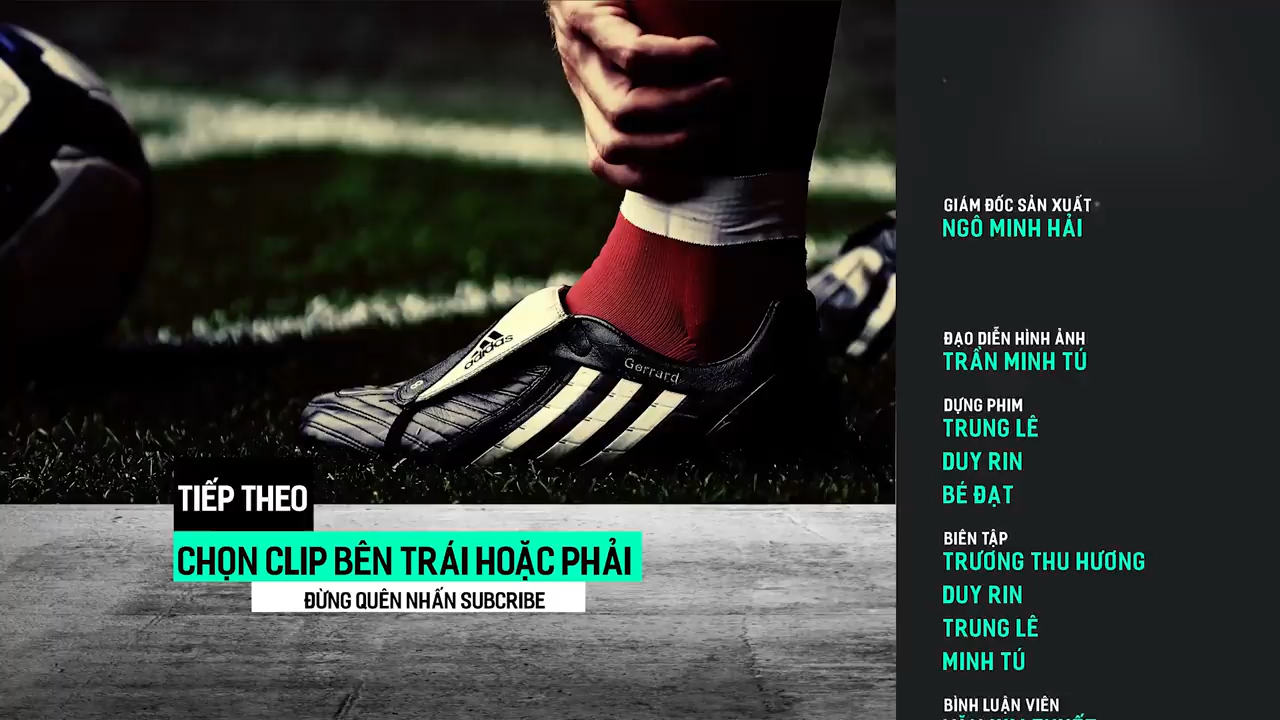 adidas
Gerrard
TIẾP THEO
CHỌN CLIP BÊN TRÁI HOẶC PHẢI
ĐỪNG QUÊN NHẤN SUBCRIBE
GIÁM ĐỐC SẢN XUẤT
NGÔ MINH HẢI
ĐẠO DIỄN HÌNH ẢNH
TRẦN MINH TÚ
DỰNG PHIM
TRUNG LÊ
DUY RIN
BÉ ĐẠT
BIÊN TẬP
TRƯƠNG THU HƯƠNG
DUY RIN
TRUNG LÊ
MINH TÚ
BÌNH LUẬN VIÊN